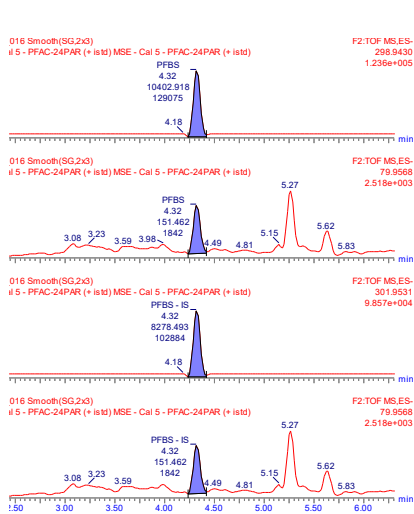 016 Smooth(SG,2x3) F2:TOF MS,ES-
al 5 - PFAC-24PAR (+ istd) MSE - Cal 5 - PFAC-24PAR (+ istd) 298.9430
1.236e+005
PFBS
4.32
10402.918
129075
4.18
min
016 Smooth(SG,2x3) F2:TOF MS,ES-
al 5 - PFAC-24PAR (+ istd) MSE - Cal 5 - PFAC-24PAR (+ istd) 79.9568
2.518e+003
PFBS
4.32
151.462
1842
3.08 3.23 3.59 3.98 4.49 4.81 5.15 5.27 5.62 5.83
min
016 Smooth(SG,2x3) F2:TOF MS,ES-
al 5 - PFAC-24PAR (+ istd) MSE - Cal 5 - PFAC-24PAR (+ istd) 301.9531
9.857e+004
PFBS - IS
4.32
8278.493
102884
4.18
min
016 Smooth(SG,2x3) F2:TOF MS,ES-
al 5 - PFAC-24PAR (+ istd) MSE - Cal 5 - PFAC-24PAR (+ istd) 79.9568
2.518e+003
PFBS - IS
4.32
151.462
1842
3.08 3.23 3.59 4.49 4.81 5.15 5.27 5.62 5.83
min
2.50 3.00 3.50 4.00 4.50 5.00 5.50 6.00